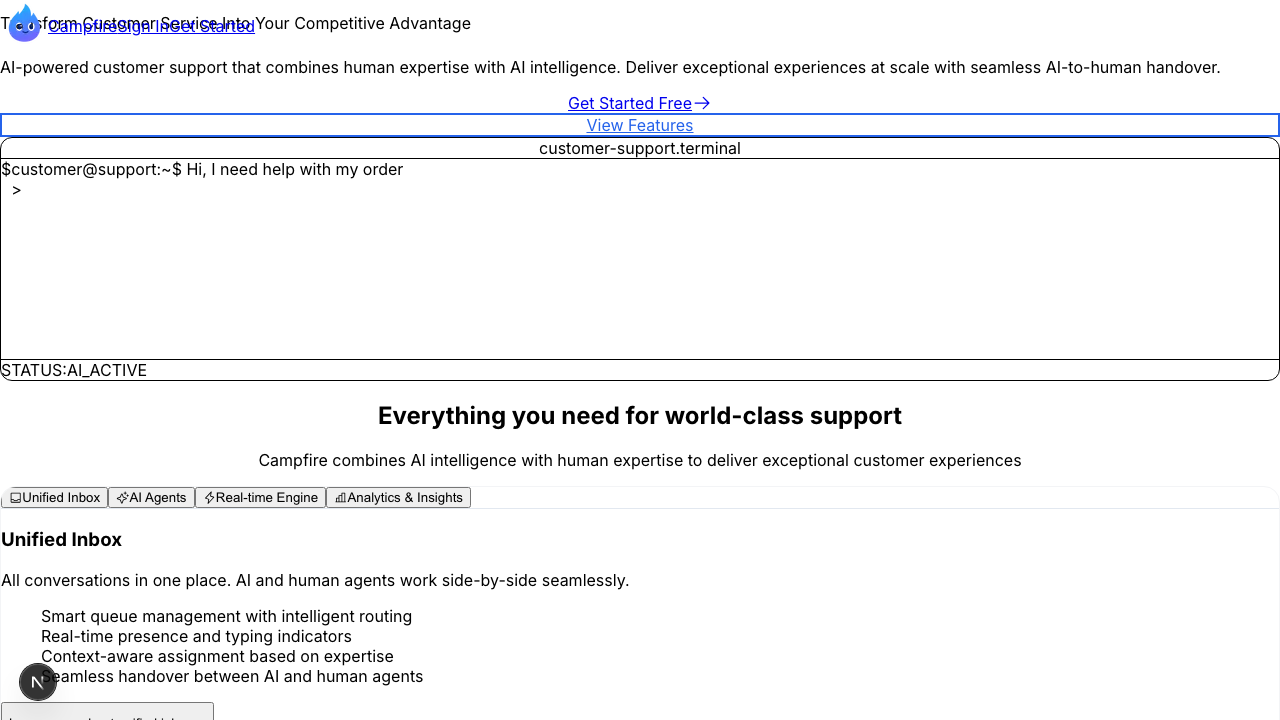 CampfireSign InGet Started
Transform Customer Service Into Your Competitive Advantage
AI-powered customer support that combines human expertise with AI intelligence. Deliver exceptional experiences at scale with seamless AI-to-human handover.
Get Started Free
View Features
customer-support.terminal
$customer@support:~$ Hi, I need help with my order
>
STATUS:AI_ACTIVE
Everything you need for world-class support
Campfire combines AI intelligence with human expertise to deliver exceptional customer experiences
Unified Inbox AI Agents Real-time Engine Analytics & Insights
Unified Inbox
All conversations in one place. AI and human agents work side-by-side seamlessly.
Smart queue management with intelligent routing
Real-time presence and typing indicators
Context-aware assignment based on expertise
Seamless handover between AI and human agents